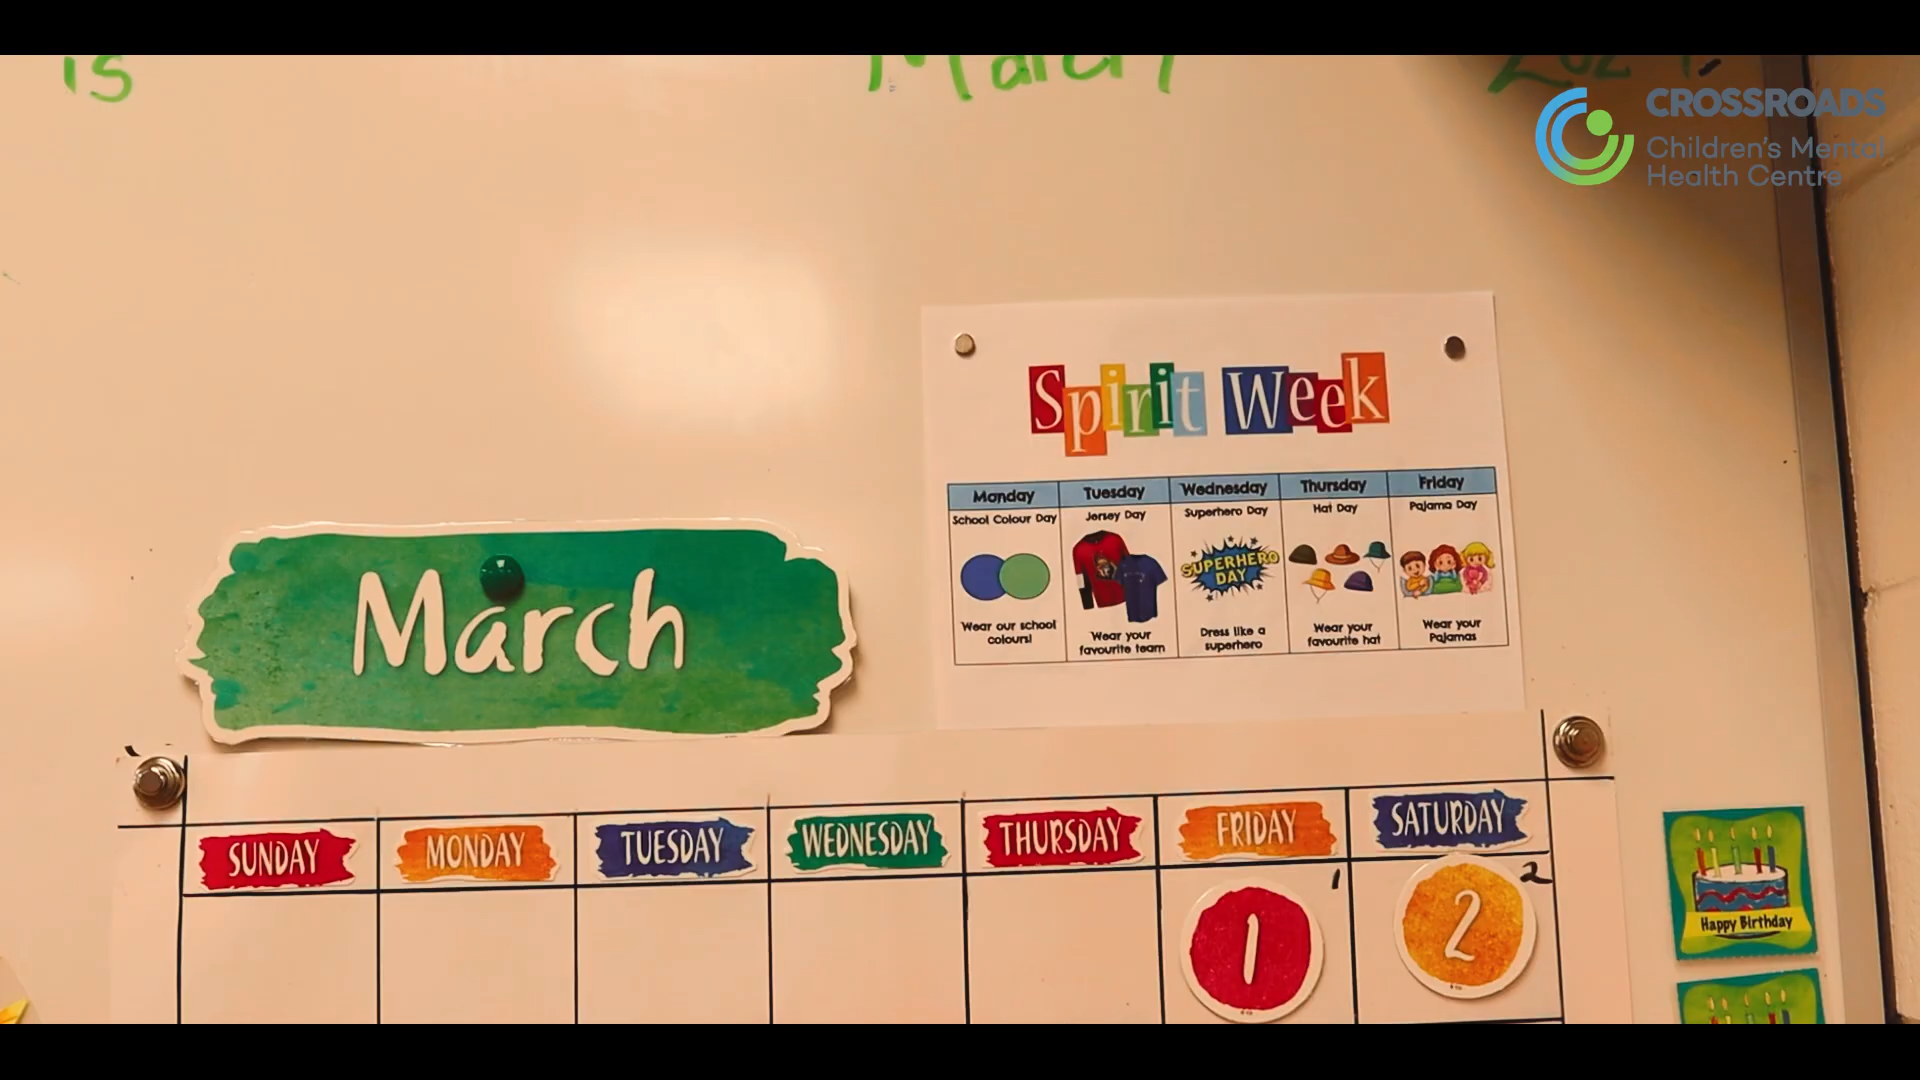 is March 2024
CROSSROADS
Children's Mental
Health Centre
Spirit Week
Monday Tuesday Wednesday Thursday Friday
School Colour Day Jersey Day Superhero Day Hat Day Pajama Day
SUPERHERO
DAY
Wear our school
colours!
Wear your
favourite team
Dress like a
superhero
Wear your
favourite hat
Wear your
Pajamas
March
SUNDAY MONDAY TUESDAY WEDNESDAY THURSDAY FRIDAY SATURDAY
1 2
1 2
Happy Birthday